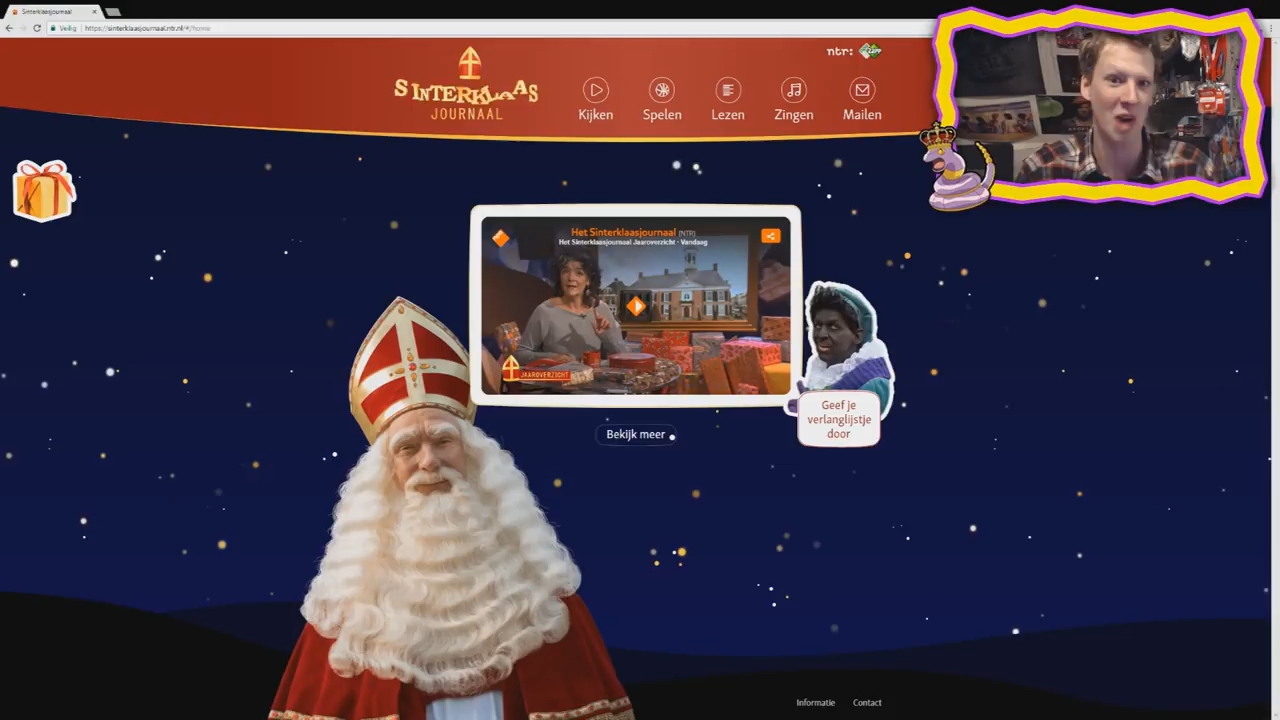 Sinterklaasjournaal
Veilig
https://sinterklaasjournaal.ntr.nl/#/home
ntr:
SINTERKLAAS
JOURNAAL
Kijken
Spelen
Lezen
Zingen
Mailen
Het Sinterklaasjournaal (NTR)
Het Sinterklaasjournaal Jaaroverzicht - Vandaag
JAAROVERZICHT
Geef je
verlanglijstje
door
Bekijk meer
Informatie
Contact